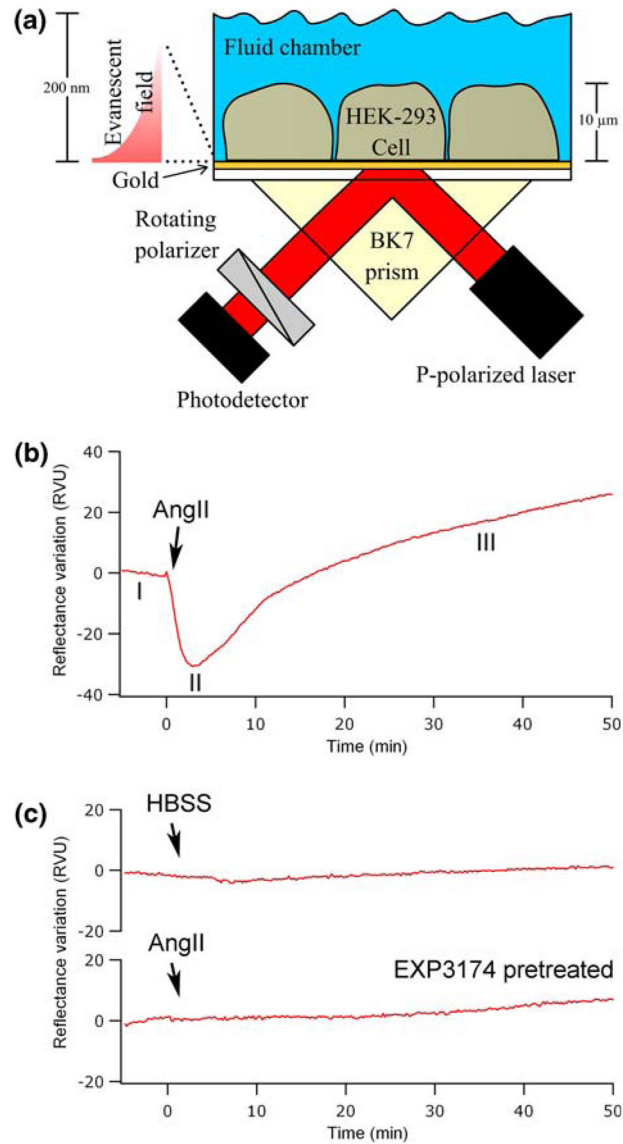 (a)
Fluid chamber
200 nm
Evanescent
field
HEK-293
Cell
10 µm
Gold
Rotating
polarizer
BK7
prism
Photodetector
P-polarized laser
(b)
Reflectance variation (RVU)
40
20
0
-20
-40
AngII
I
II
III
0
10
20
30
40
50
Time (min)
(c)
Reflectance variation (RVU)
20
0
-20
HBSS
20
0
-20
AngII
EXP3174 pretreated
0
10
20
30
40
50
Time (min)